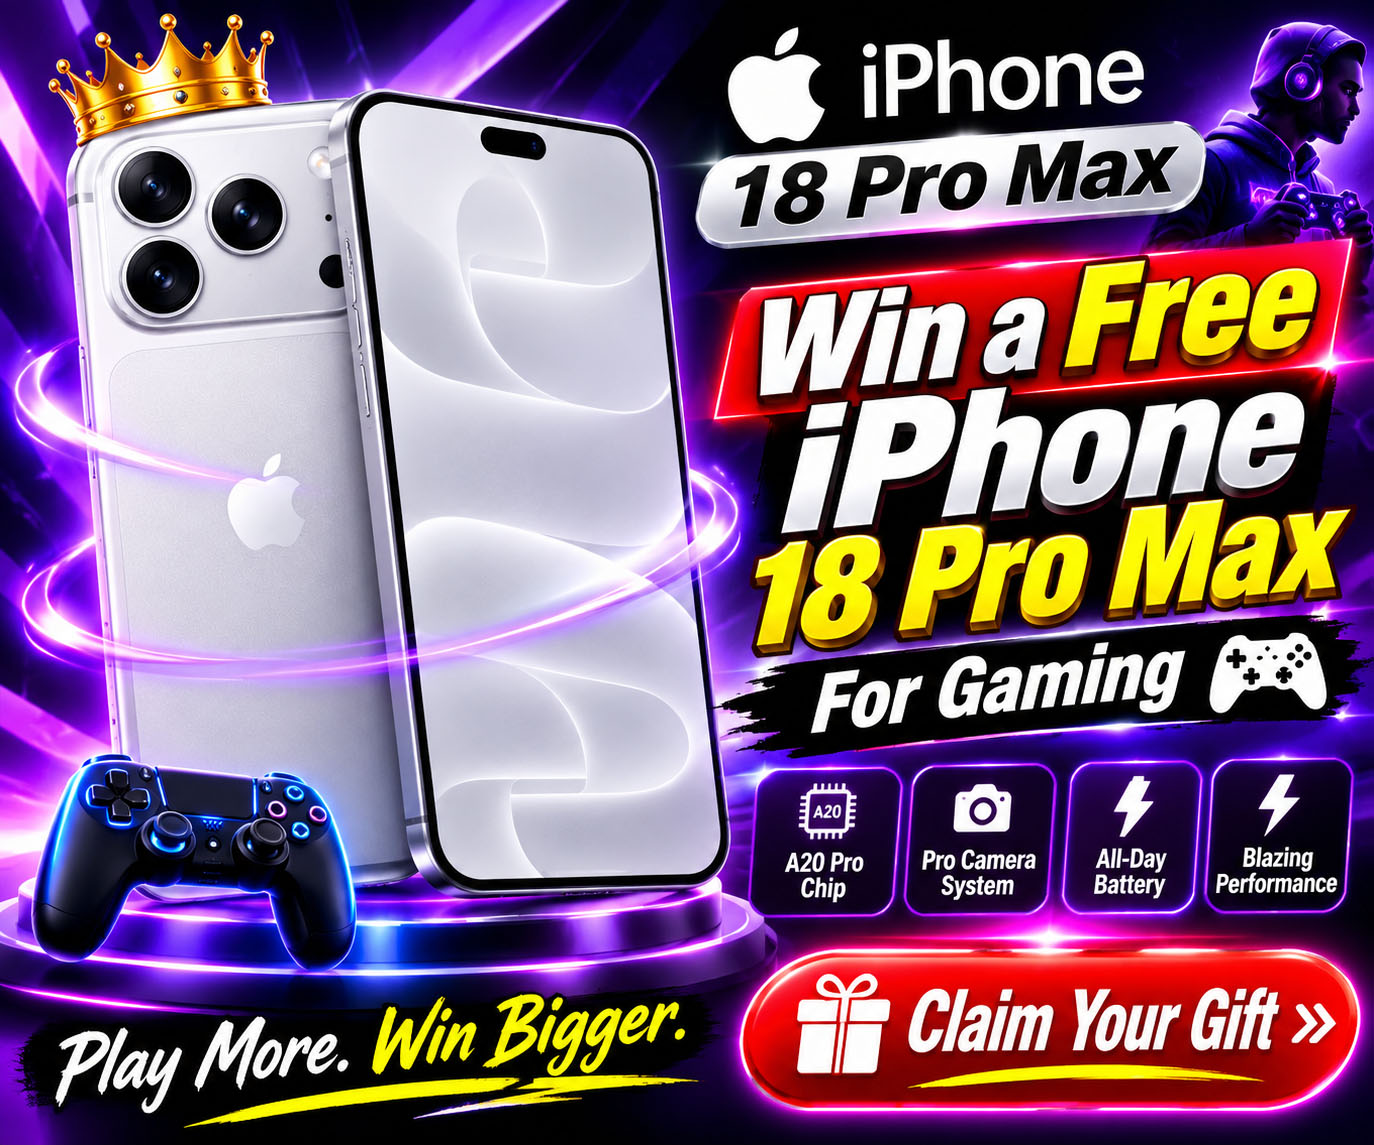 iPhone
18 Pro Max
Win a Free
iPhone
18 Pro Max
For Gaming
A20
A20 Pro
Chip
Pro Camera
System
All-Day
Battery
Blazing
Performance
Claim Your Gift »
Play More. Win Bigger.